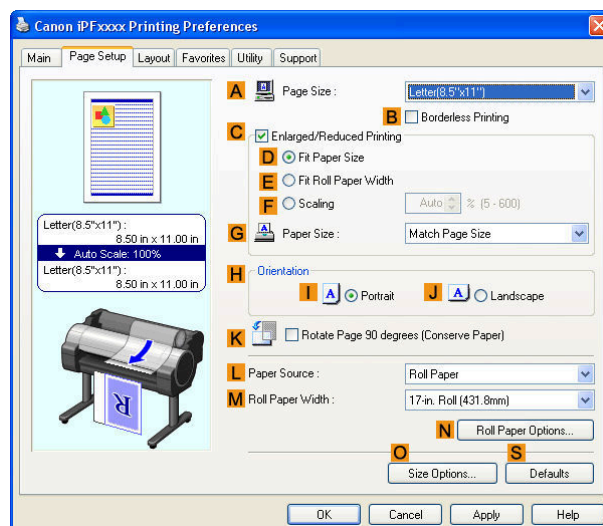 Canon iPFxxxx Printing Preferences
Main Page Setup Layout Favorites Utility Support
A Page Size : Letter(8.5"x11")
B Borderless Printing
C Enlarged/Reduced Printing
D Fit Paper Size
E Fit Roll Paper Width
F Scaling Auto % (5 - 600)
Letter(8.5"x11") :
8.50 in x 11.00 in
Auto Scale: 100%
Letter(8.5"x11") :
8.50 in x 11.00 in
G A Paper Size : Match Page Size
H Orientation
I A Portrait J A Landscape
K Rotate Page 90 degrees (Conserve Paper)
R
L Paper Source : Roll Paper
M Roll Paper Width : 17-in. Roll (431.8mm)
N Roll Paper Options...
O S
Size Options... Defaults
OK Cancel Apply Help